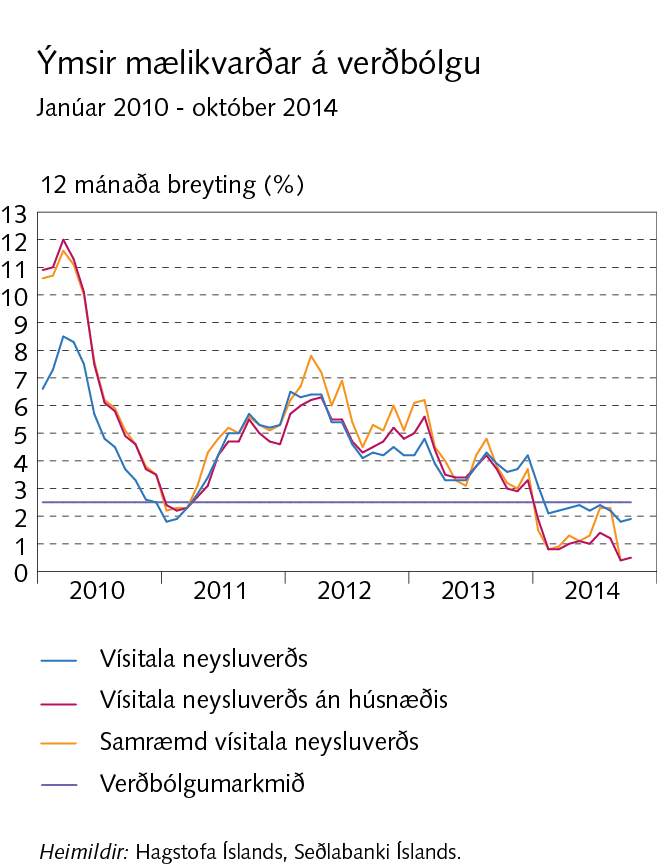 Ýmsir mælikvarðar á verðbólgu
Janúar 2010 - október 2014
12 mánaða breyting (%)
13
12
11
10
9
8
7
6
5
4
3
2
1
0
2010 2011 2012 2013 2014
Vísitala neysluverðs
Vísitala neysluverðs án húsnæðis
Samræmd vísitala neysluverðs
Verðbólgumarkmið
Heimildir: Hagstofa Íslands, Seðlabanki Íslands.